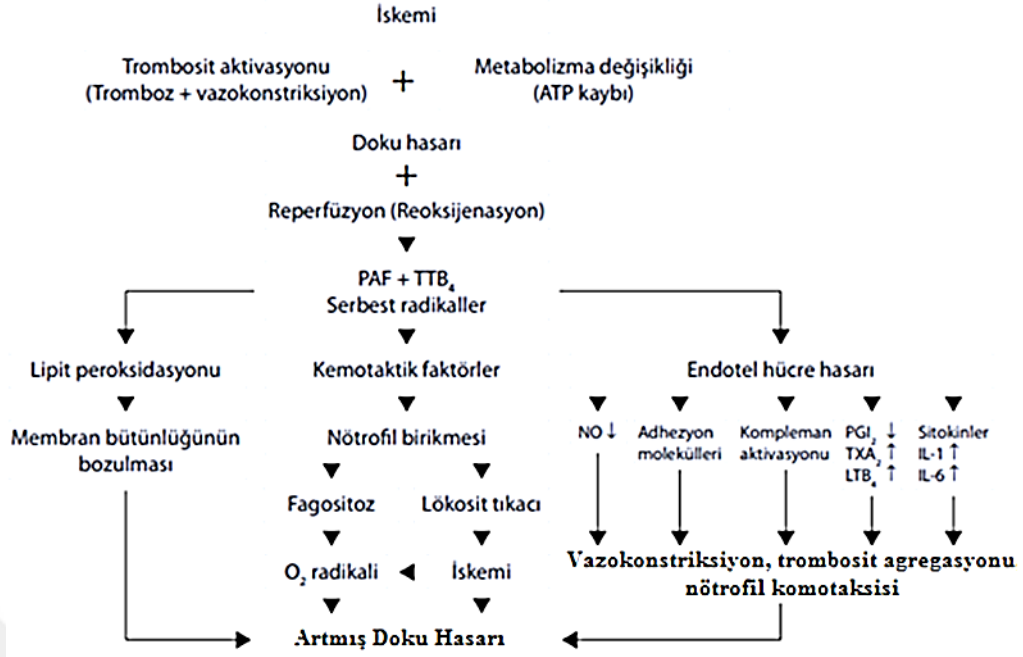 İskemi
Trombosit aktivasyonu
(Tromboz + vazokonstriksiyon)
+
Metabolizma değişikliği
(ATP kaybı)
Doku hasarı
+
Reperfüzyon (Reoksijenasyon)
PAF + TTB₄
Serbest radikaller
Lipit peroksidasyonu
Membran bütünlüğünün
bozulması
Kemotaktik faktörler
Nötrofil birikmesi
Fagositoz
Lökosit tıkacı
O₂ radikali
İskemi
Endotel hücre hasarı
NO ↓
Adhezyon
molekülleri
Kompleman
aktivasyonu
PGI₂ ↓
TXA₂ ↑
LTB₄ ↑
Sitokinler
IL-1 ↑
IL-6 ↑
Vazokonstriksiyon, trombosit agregasyonu,
nötrofil komotaksisi
Artmış Doku Hasarı